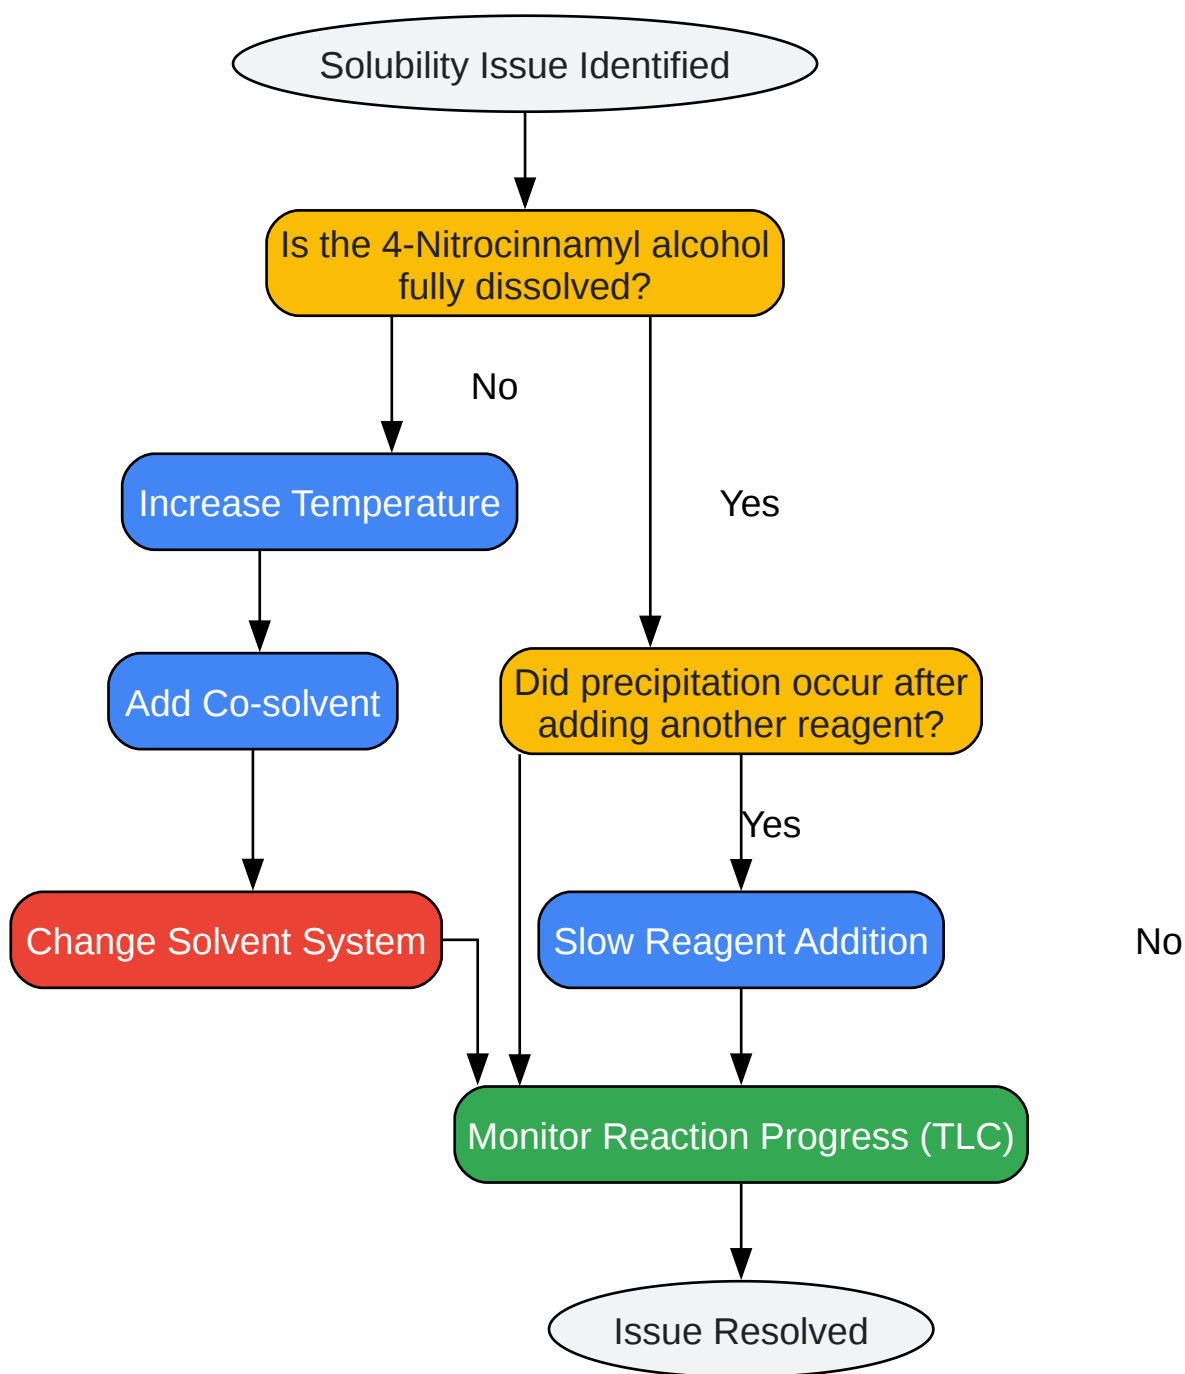 Solubility Issue Identified
Is the 4-Nitrocinnamyl alcohol
fully dissolved?
No
Increase Temperature
Yes
Add Co-solvent
Did precipitation occur after
adding another reagent?
Yes
Change Solvent System
Slow Reagent Addition
No
Monitor Reaction Progress (TLC)
Issue Resolved